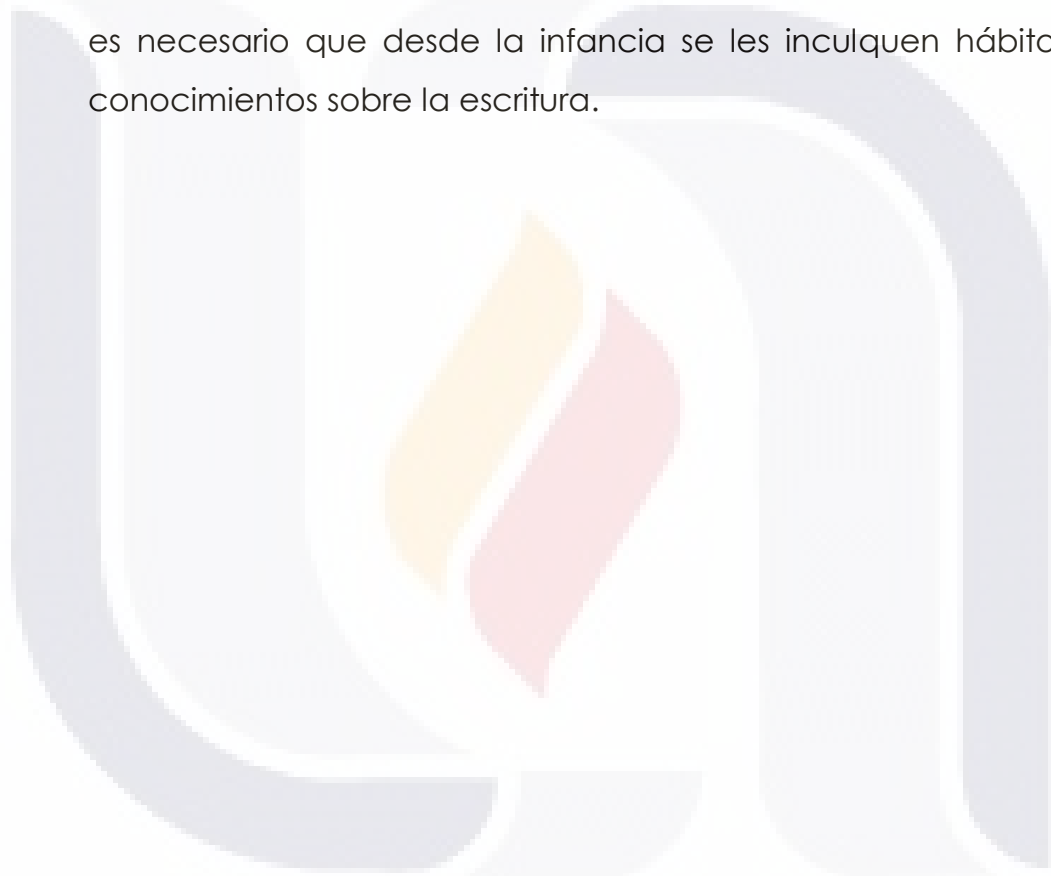 es necesario que desde la infancia se les inculquen
conocimientos sobre la escritura.